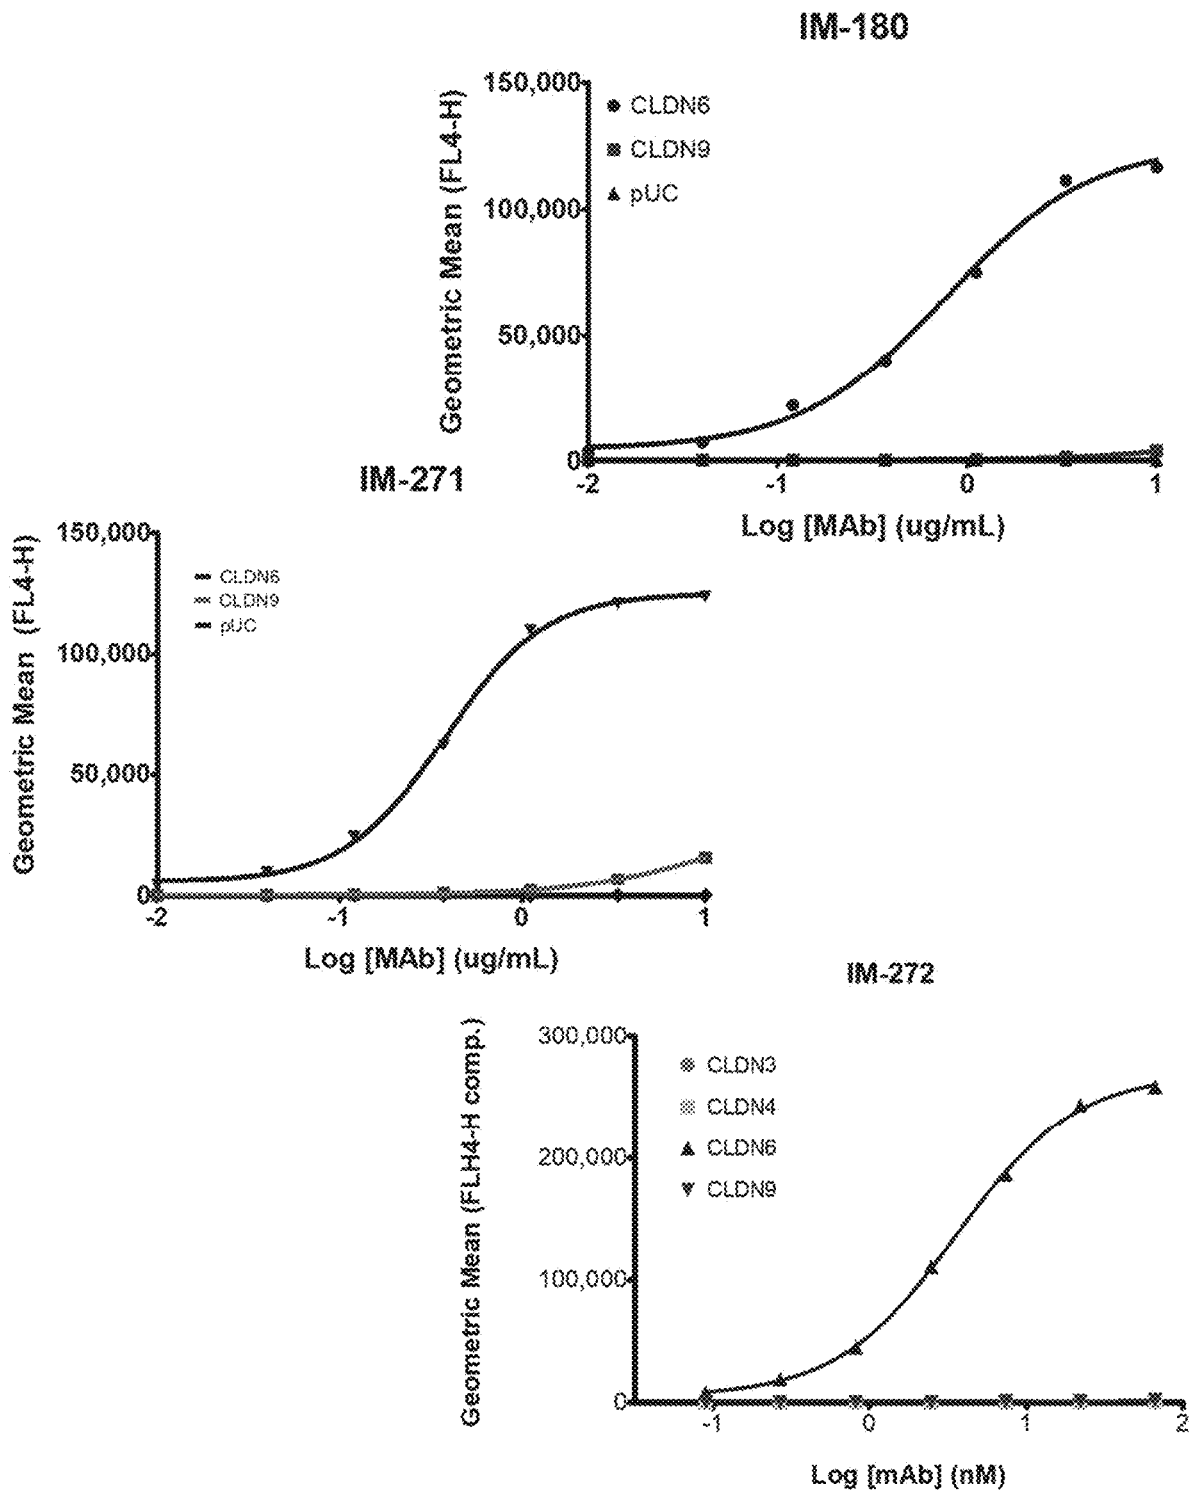 IM-180
Geometric Mean (FL4-H)
150,000
100,000
50,000
0
CLDN6
CLDN9
pUC
-2
-1
0
1
Log [MAb] (ug/mL)
IM-271
Geometric Mean (FL4-H)
150,000
100,000
50,000
0
CLDN6
CLDN9
pUC
-2
-1
0
1
Log [MAb] (ug/mL)
IM-272
Geometric Mean (FLH4-H comp.)
300,000
200,000
100,000
0
CLDN3
CLDN4
CLDN6
CLDN9
-1
0
1
2
Log [mAb] (nM)